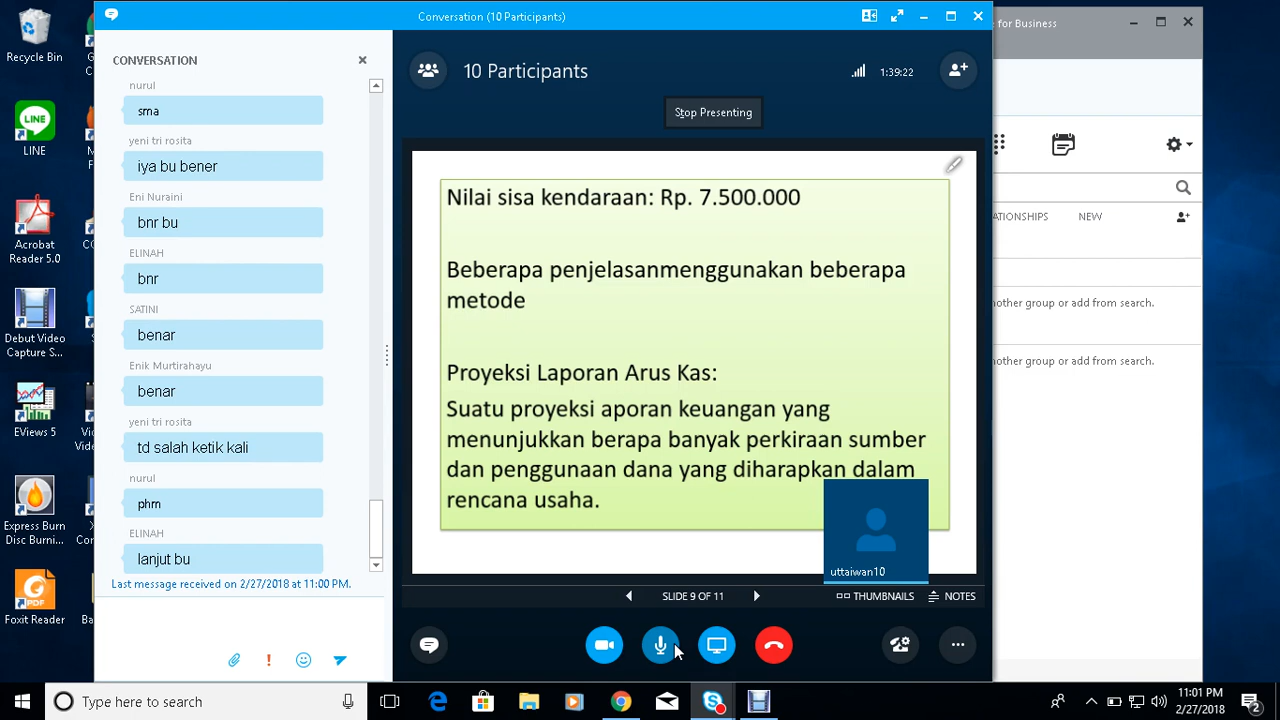 Recycle Bin
LINE
Acrobat
Reader 5.0
Debut Video
Capture S...
EViews 5
Express Burn
Disc Burni...
Foxit Reader
Conversation (10 Participants)
CONVERSATION
nurul
sma
yeni tri rosita
iya bu bener
Eni Nuraini
bnr bu
ELINAH
bnr
SATINI
benar
Enik Murtirahayu
benar
yeni tri rosita
td salah ketik kali
nurul
phm
ELINAH
lanjut bu
Last message received on 2/27/2018 at 11:00 PM.
10 Participants
1:39:22
Stop Presenting
Nilai sisa kendaraan: Rp. 7.500.000
Beberapa penjelasanmenggunakan beberapa
metode
Proyeksi Laporan Arus Kas:
Suatu proyeksi aporan keuangan yang
menunjukkan berapa banyak perkiraan sumber
dan penggunaan dana yang diharapkan dalam
rencana usaha.
uttaiwan10
SLIDE 9 OF 11
THUMBNAILS
NOTES
e for Business
ATIONSHIPS
NEW
nother group or add from search.
nother group or add from search.
Type here to search
11:01 PM
2/27/2018
2